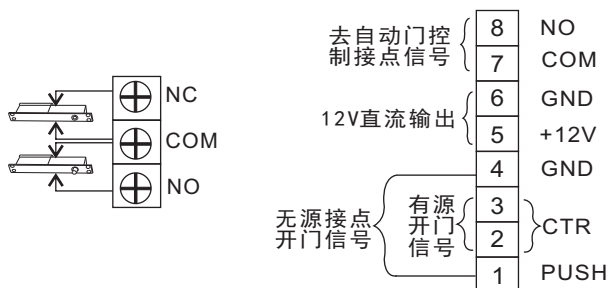 NC
COM
NO
去自动门控
制接点信号
8 NO
7 COM
12V直流输出
6 GND
5 +12V
4 GND
无源接点
开门信号
有源
开门
信号
3
2
CTR
1 PUSH